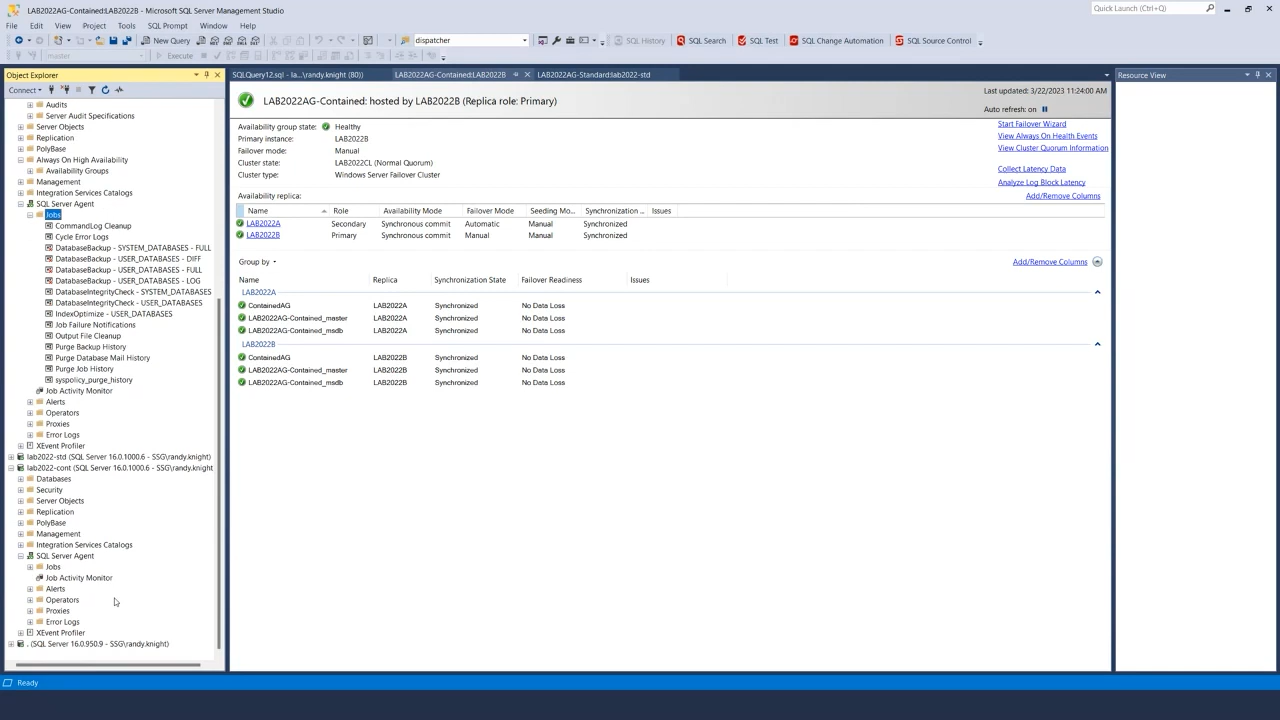 LAB2022AG-Contained:LAB2022B - Microsoft SQL Server Management Studio
Quick Launch (Ctrl+Q)
File Edit View Project Tools SQL Prompt Window Help
New Query dispatcher SQL History SQL Search SQL Test SQL Change Automation SQL Source Control
master Execute
Object Explorer
SQLQuery12.sql - la...\randy.knight (80))
LAB2022AG-Contained:LAB2022B
LAB2022AG-Standard:lab2022-std
Resource View
Connect
Audits
Server Audit Specifications
Server Objects
Replication
PolyBase
Always On High Availability
Availability Groups
Management
Integration Services Catalogs
SQL Server Agent
Jobs
CommandLog Cleanup
Cycle Error Logs
DatabaseBackup - SYSTEM_DATABASES - FULL
DatabaseBackup - USER_DATABASES - DIFF
DatabaseBackup - USER_DATABASES - FULL
DatabaseBackup - USER_DATABASES - LOG
DatabaseIntegrityCheck - SYSTEM_DATABASES
DatabaseIntegrityCheck - USER_DATABASES
IndexOptimize - USER_DATABASES
Job Failure Notifications
Output File Cleanup
Purge Backup History
Purge Database Mail History
Purge Job History
syspolicy_purge_history
Job Activity Monitor
Alerts
Operators
Proxies
Error Logs
XEvent Profiler
lab2022-std (SQL Server 16.0.1000.6 - SSG\randy.knight)
lab2022-cont (SQL Server 16.0.1000.6 - SSG\randy.knight
Databases
Security
Server Objects
Replication
PolyBase
Management
Integration Services Catalogs
SQL Server Agent
Jobs
Job Activity Monitor
Alerts
Operators
Proxies
Error Logs
XEvent Profiler
. (SQL Server 16.0.950.9 - SSG\randy.knight)
LAB2022AG-Contained: hosted by LAB2022B (Replica role: Primary)
Last updated: 3/22/2023 11:24:00 AM
Auto refresh: on
Availability group state: Healthy
Primary instance: LAB2022B
Failover mode: Manual
Cluster state: LAB2022CL (Normal Quorum)
Cluster type: Windows Server Failover Cluster
Start Failover Wizard
View Always On Health Events
View Cluster Quorum Information
Collect Latency Data
Analyze Log Block Latency
Availability replica: Add/Remove Columns
Name Role Availability Mode Failover Mode Seeding Mo... Synchronization ... Issues
LAB2022A Secondary Synchronous commit Automatic Manual Synchronized
LAB2022B Primary Synchronous commit Manual Manual Synchronized
Group by Add/Remove Columns
Name Replica Synchronization State Failover Readiness Issues
LAB2022A
ContainedAG LAB2022A Synchronized No Data Loss
LAB2022AG-Contained_master LAB2022A Synchronized No Data Loss
LAB2022AG-Contained_msdb LAB2022A Synchronized No Data Loss
LAB2022B
ContainedAG LAB2022B Synchronized No Data Loss
LAB2022AG-Contained_master LAB2022B Synchronized No Data Loss
LAB2022AG-Contained_msdb LAB2022B Synchronized No Data Loss
Ready